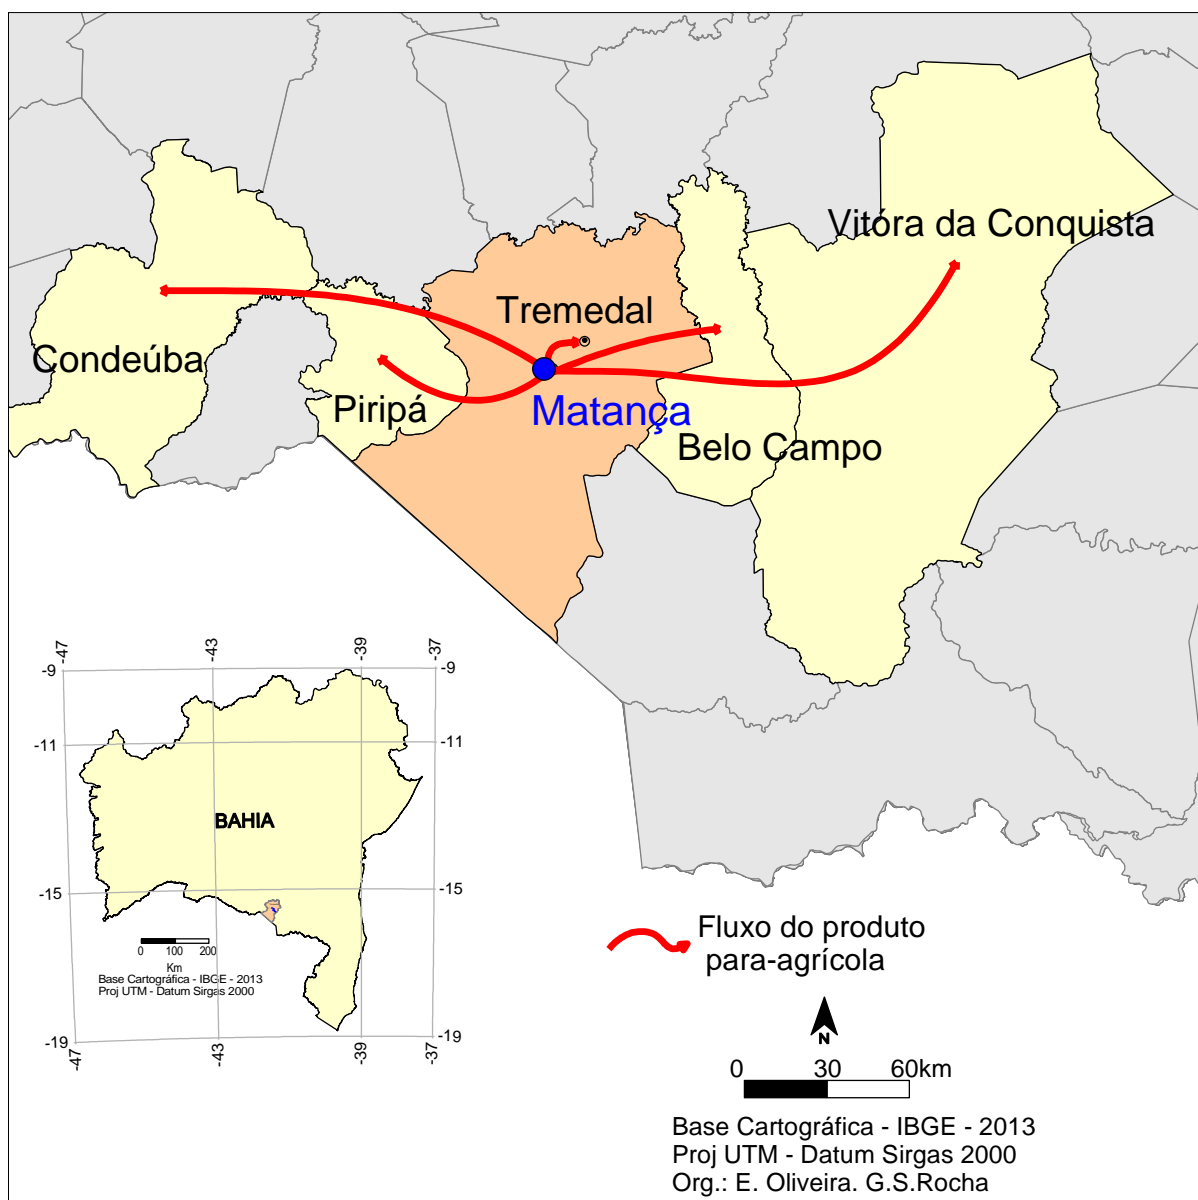 Vitóra da Conquista
Tremedal
Condeúba
Piripá
Matança
Belo Campo
-47
-43
-39
-37
-9
-9
-11
-11
BAHIA
-15
-15
0 100 200
Km
Base Cartográfica - IBGE - 2013
Proj UTM - Datum Sirgas 2000
-19
-19
-47
-43
-39
-37
Fluxo do produto
para-agrícola
N
0 30 60km
Base Cartográfica - IBGE - 2013
Proj UTM - Datum Sirgas 2000
Org.: E. Oliveira. G.S.Rocha